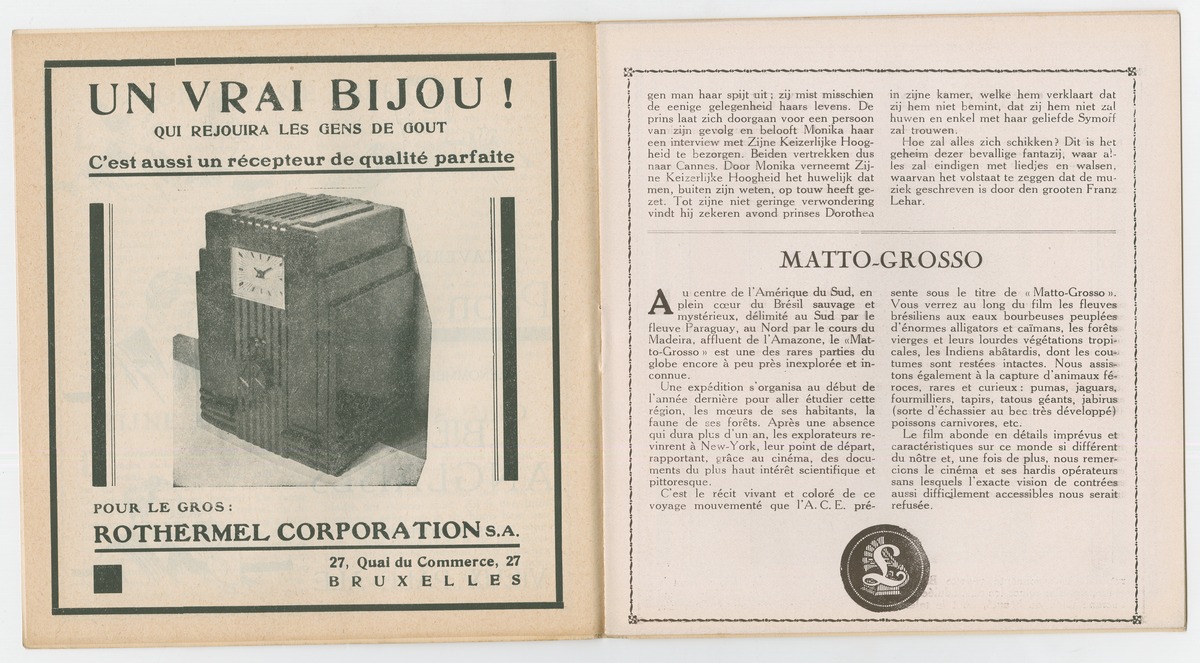 UN VRAI BIJOU !
QUI REJOUIRA LES GENS DE GOUT
C'est aussi un récepteur de qualité parfaite
POUR LE GROS :
ROTHERMEL CORPORATION S.A.
27, Quai du Commerce, 27
BRUXELLES
gen man haar spijt uit ; zij mist misschien
de eenige gelegenheid haars levens. De
prins laat zich doorgaan voor een persoon
van zijn gevolg en belooft Monika haar
een interview met Zijne Keizerlijke Hoog-
heid te bezorgen. Beiden vertrekken dus
naar Cannes. Door Monika verneemt Zij-
ne Keizerlijke Hoogheid het huwelijk dat
men, buiten zijn weten, op touw heeft ge-
zet. Tot zijne niet geringe verwondering
vindt hij zekeren avond prinses Dorothea
in zijne kamer, welke hem verklaart dat
zij hem niet bemint, dat zij hem niet zal
huwen en enkel met haar geliefde Symoff
zal trouwen.
Hoe zal alles zich schikken? Dit is het
geheim dezer bevallige fantazij, waar al-
les zal eindigen met liedjes en walsen,
waarvan het volstaat te zeggen dat de mu-
ziek geschreven is door den grooten Franz
Lehar.
MATTO-GROSSO
Au centre de l'Amérique du Sud, en
plein cœur du Brésil sauvage et
mystérieux, délimité au Sud par le
fleuve Paraguay, au Nord par le cours du
Madeira, affluent de l'Amazone, le «Mat-
to-Grosso» est une des rares parties du
globe encore à peu près inexplorée et in-
connue.
Une expédition s'organisa au début de
l'année dernière pour aller étudier cette
région, les mœurs de ses habitants, la
faune de ses forêts. Après une absence
qui dura plus d'un an, les explorateurs re-
vinrent à New-York, leur point de départ,
rapportant, grâce au cinéma, des docu-
ments du plus haut intérêt scientifique et
pittoresque.
C'est le récit vivant et coloré de ce
voyage mouvementé que l'A. C. E. pré-
sente sous le titre de « Matto-Grosso ».
Vous verrez au long du film les fleuves
brésiliens aux eaux bourbeuses peuplées
d'énormes alligators et caïmans, les forêts
vierges et leurs lourdes végétations tropi-
cales, les Indiens abâtardis, dont les cou-
tumes sont restées intactes. Nous assis-
tons également à la capture d'animaux fé-
roces, rares et curieux : pumas, jaguars,
fourmilliers, tapirs, tatous géants, jabirus
(sorte d'échassier au bec très développé)
poissons carnivores, etc.
Le film abonde en détails imprévus et
caractéristiques sur ce monde si différent
du nôtre et, une fois de plus, nous remer-
cions le cinéma et ses hardis opérateurs
sans lesquels l'exacte vision de contrées
aussi difficilement accessibles nous serait
refusée.
L